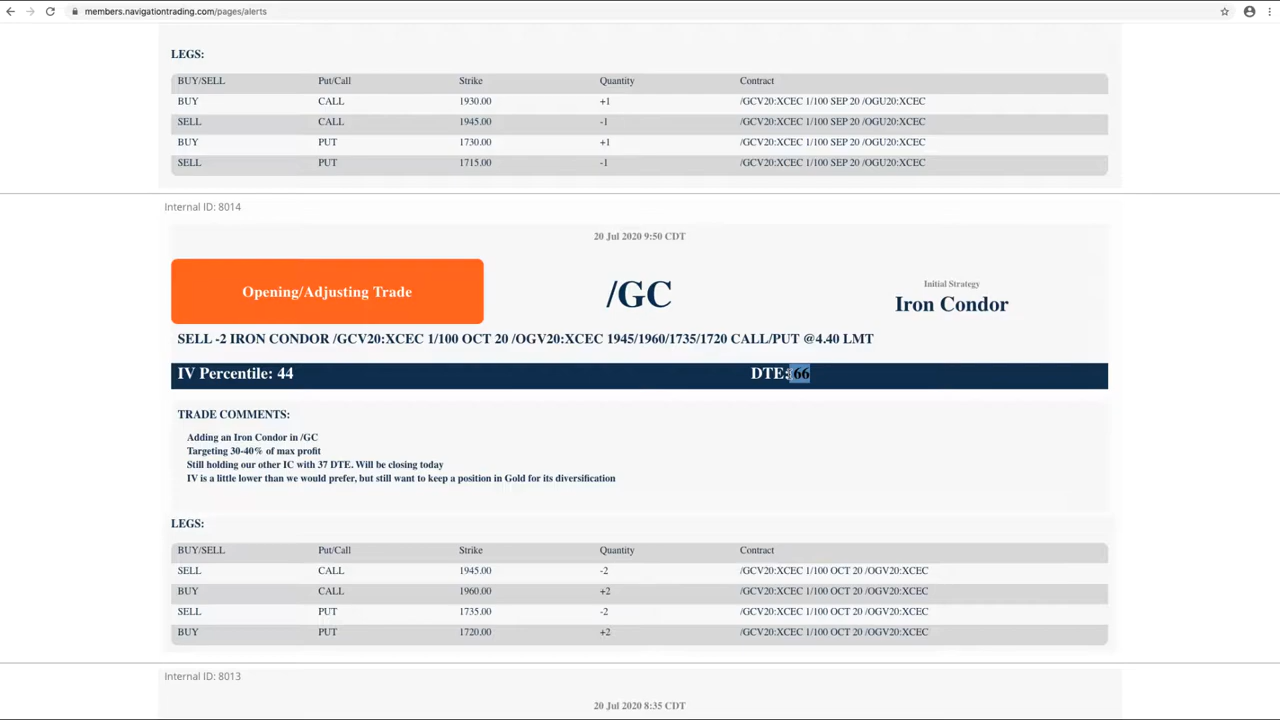 members.navigationtrading.com/pages/alerts
LEGS:
BUY/SELL Put/Call Strike Quantity Contract
BUY CALL 1930.00 +1 /GCV20:XCEC 1/100 SEP 20 /OGU20:XCEC
SELL CALL 1945.00 -1 /GCV20:XCEC 1/100 SEP 20 /OGU20:XCEC
BUY PUT 1730.00 +1 /GCV20:XCEC 1/100 SEP 20 /OGU20:XCEC
SELL PUT 1715.00 -1 /GCV20:XCEC 1/100 SEP 20 /OGU20:XCEC
Internal ID: 8014
20 Jul 2020 9:50 CDT
Opening/Adjusting Trade
/GC
Initial Strategy
Iron Condor
SELL -2 IRON CONDOR /GCV20:XCEC 1/100 OCT 20 /OGV20:XCEC 1945/1960/1735/1720 CALL/PUT @4.40 LMT
IV Percentile: 44 DTE: 66
TRADE COMMENTS:
Adding an Iron Condor in /GC
Targeting 30-40% of max profit
Still holding our other IC with 37 DTE. Will be closing today
IV is a little lower than we would prefer, but still want to keep a position in Gold for its diversification
LEGS:
BUY/SELL Put/Call Strike Quantity Contract
SELL CALL 1945.00 -2 /GCV20:XCEC 1/100 OCT 20 /OGV20:XCEC
BUY CALL 1960.00 +2 /GCV20:XCEC 1/100 OCT 20 /OGV20:XCEC
SELL PUT 1735.00 -2 /GCV20:XCEC 1/100 OCT 20 /OGV20:XCEC
BUY PUT 1720.00 +2 /GCV20:XCEC 1/100 OCT 20 /OGV20:XCEC
Internal ID: 8013
20 Jul 2020 8:35 CDT